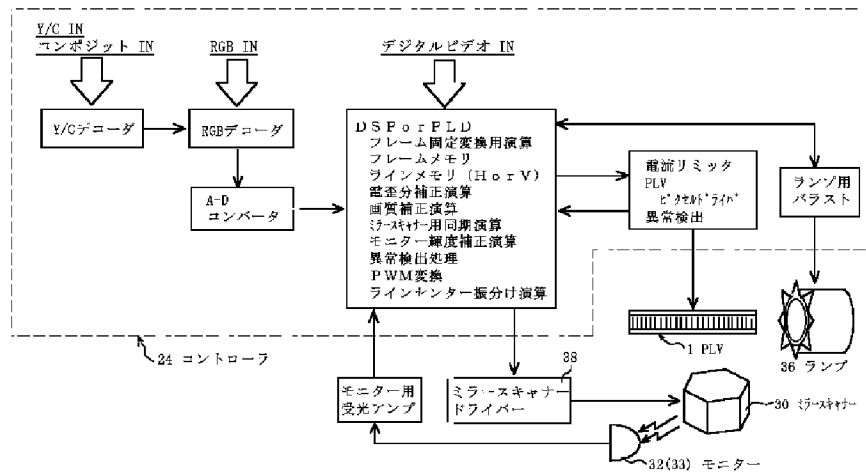 Y/C IN
コンポジット IN
RGB IN
デジタルビデオ IN
Y/Cデコーダ
RGBデコーダ
A-D
コンバータ
DSPorPLD
フレーム固定変換用演算
フレームメモリ
ラインメモリ(HorV)
電歪分補正演算
画質補正演算
ミラースキャナー用同期演算
モニター輝度補正演算
異常検出処理
PWM変換
ラインセンター振分け演算
電流リミッタ
PLV
ピクセルドライバ
異常検出
ランプ用
バラスト
24 コントローラ
1 PLV
36 ランプ
モニター用
受光アンプ
38
ミラースキャナー
ドライバー
30 ミラースキャナー
32(33) モニター